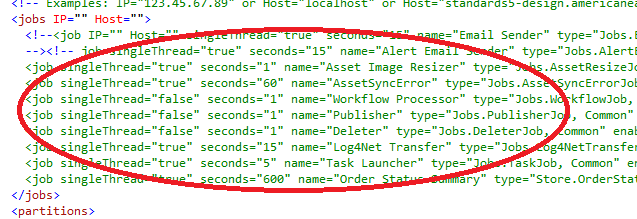 <!-- Examples: IP="123.45.67.89" or Host="localhost" or Host="standards5-design.americane
<jobs IP="" Host="">
<!--<job IP="" Host="" singleThread="true" seconds="15" name="Email Sender" type="Jobs.E
--><!-- job singleThread="true" seconds="15" name="Alert Email Sender" type="Jobs.AlertE
<job singleThread="true" seconds="1" name="Asset Image Resizer" type="Jobs.AssetResizeJo
<job singleThread="true" seconds="60" name="AssetSyncError" type="Jobs.AssetSyncErrorJob
<job singleThread="false" seconds="1" name="Workflow Processor" type="Jobs.WorkflowJob,
<job singleThread="false" seconds="1" name="Publisher" type="Jobs.PublisherJob, Common"
<job singleThread="false" seconds="1" name="Deleter" type="Jobs.DeleterJob, Common" enab
<job singleThread="true" seconds="15" name="Log4Net Transfer" type="Jobs.Log4NetTransfer
<job singleThread="true" seconds="5" name="Task Launcher" type="Jobs.TaskJob, Common" en
<job singleThread="true" seconds="600" name="Order Status Summary" type="Store.OrderStat
</jobs>
<partitions>